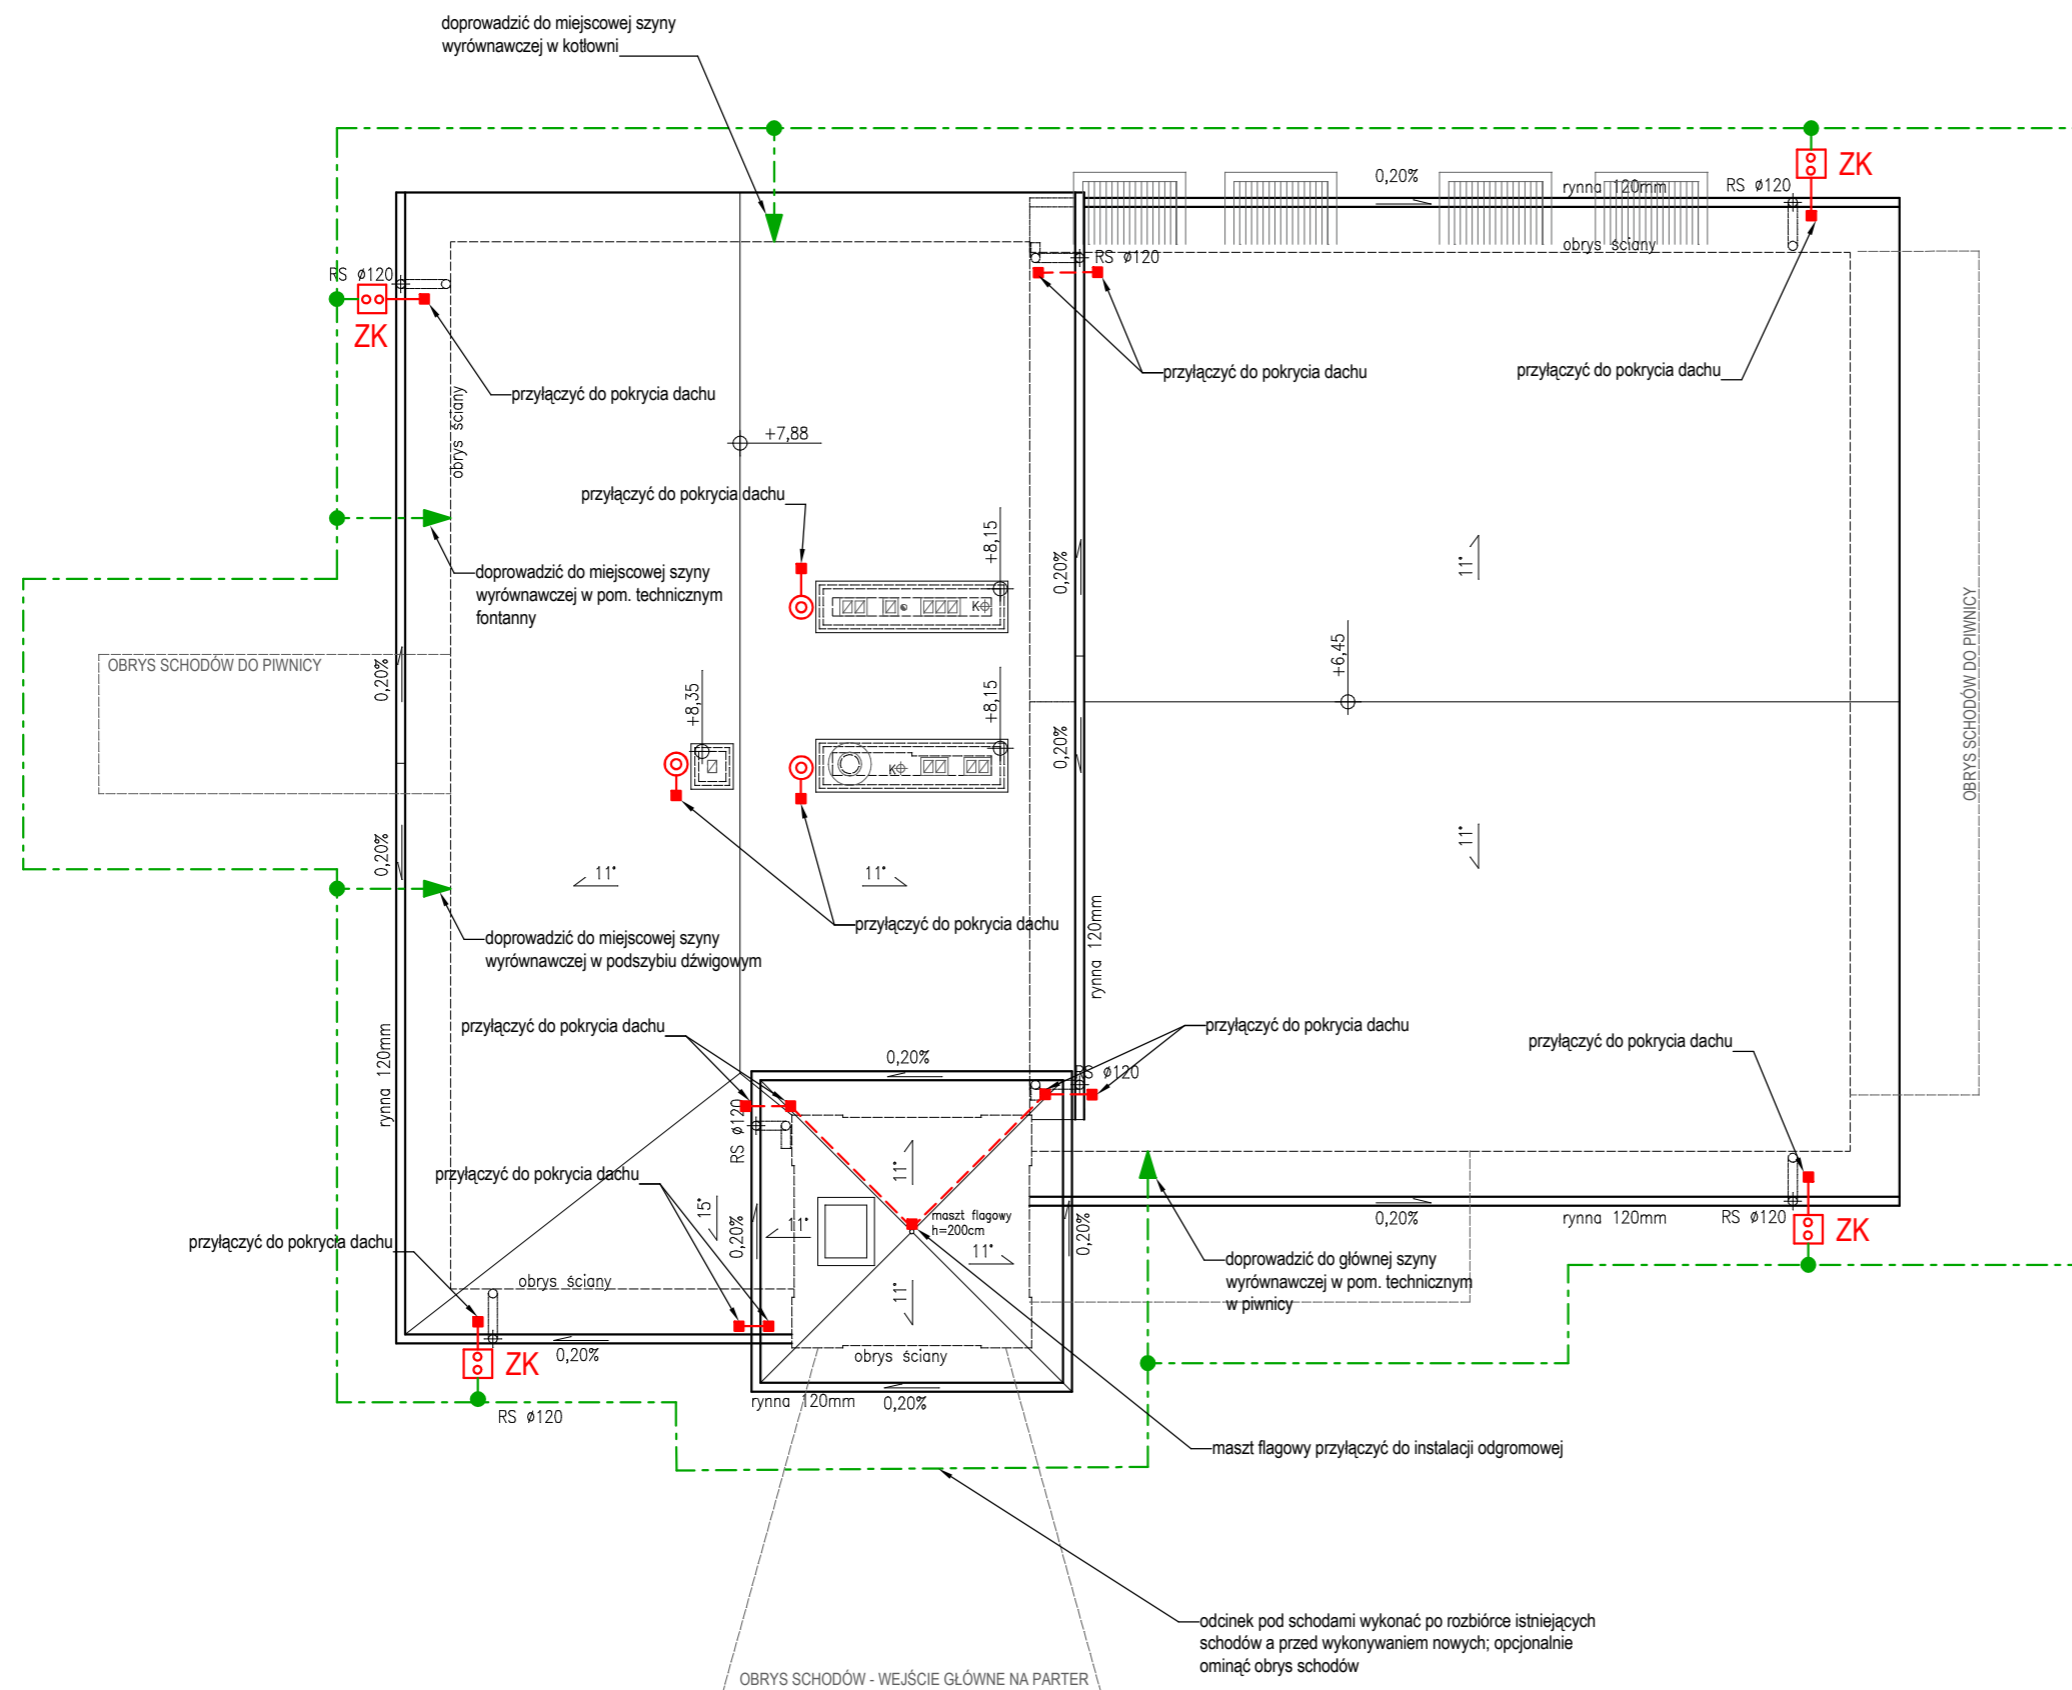 doprowadzić do miejscowej szyny
wyrównawczej w kotłowni
ZK
0,20%
rynna 120mm
RS ø120
obrys ściany
RS ø120
RS ø120
ZK
przyłączyć do pokrycia dachu
przyłączyć do pokrycia dachu
przyłączyć do pokrycia dachu
obrys ściany
+7,88
przyłączyć do pokrycia dachu
+8,15
0,20%
11°
doprowadzić do miejscowej szyny
wyrównawczej w pom. technicznym
fontanny
K
OBRYS SCHODÓW DO PIWNICY
0,20%
+6,45
OBRYS SCHODÓW DO PIWNICY
+8,35
+8,15
0,20%
K
0,20%
11°
11°
11°
przyłączyć do pokrycia dachu
doprowadzić do miejscowej szyny
wyrównawczej w podszybiu dźwigowym
rynna 120mm
przyłączyć do pokrycia dachu
przyłączyć do pokrycia dachu
przyłączyć do pokrycia dachu
rynna 120mm
0,20%
RS ø120
RS ø120
przyłączyć do pokrycia dachu
11°
15°
0,20%
11°
maszt flagowy
h=200cm
11°
0,20%
0,20%
rynna 120mm
RS ø120
ZK
przyłączyć do pokrycia dachu
doprowadzić do głównej szyny
wyrównawczej w pom. technicznym
w piwnicy
obrys ściany
11°
0,20%
obrys ściany
ZK
rynna 120mm
0,20%
RS ø120
maszt flagowy przyłączyć do instalacji odgromowej
odcinek pod schodami wykonać po rozbiórce istniejących
schodów a przed wykonywaniem nowych; opcjonalnie
ominąć obrys schodów
OBRYS SCHODÓW - WEJŚCIE GŁÓWNE NA PARTER